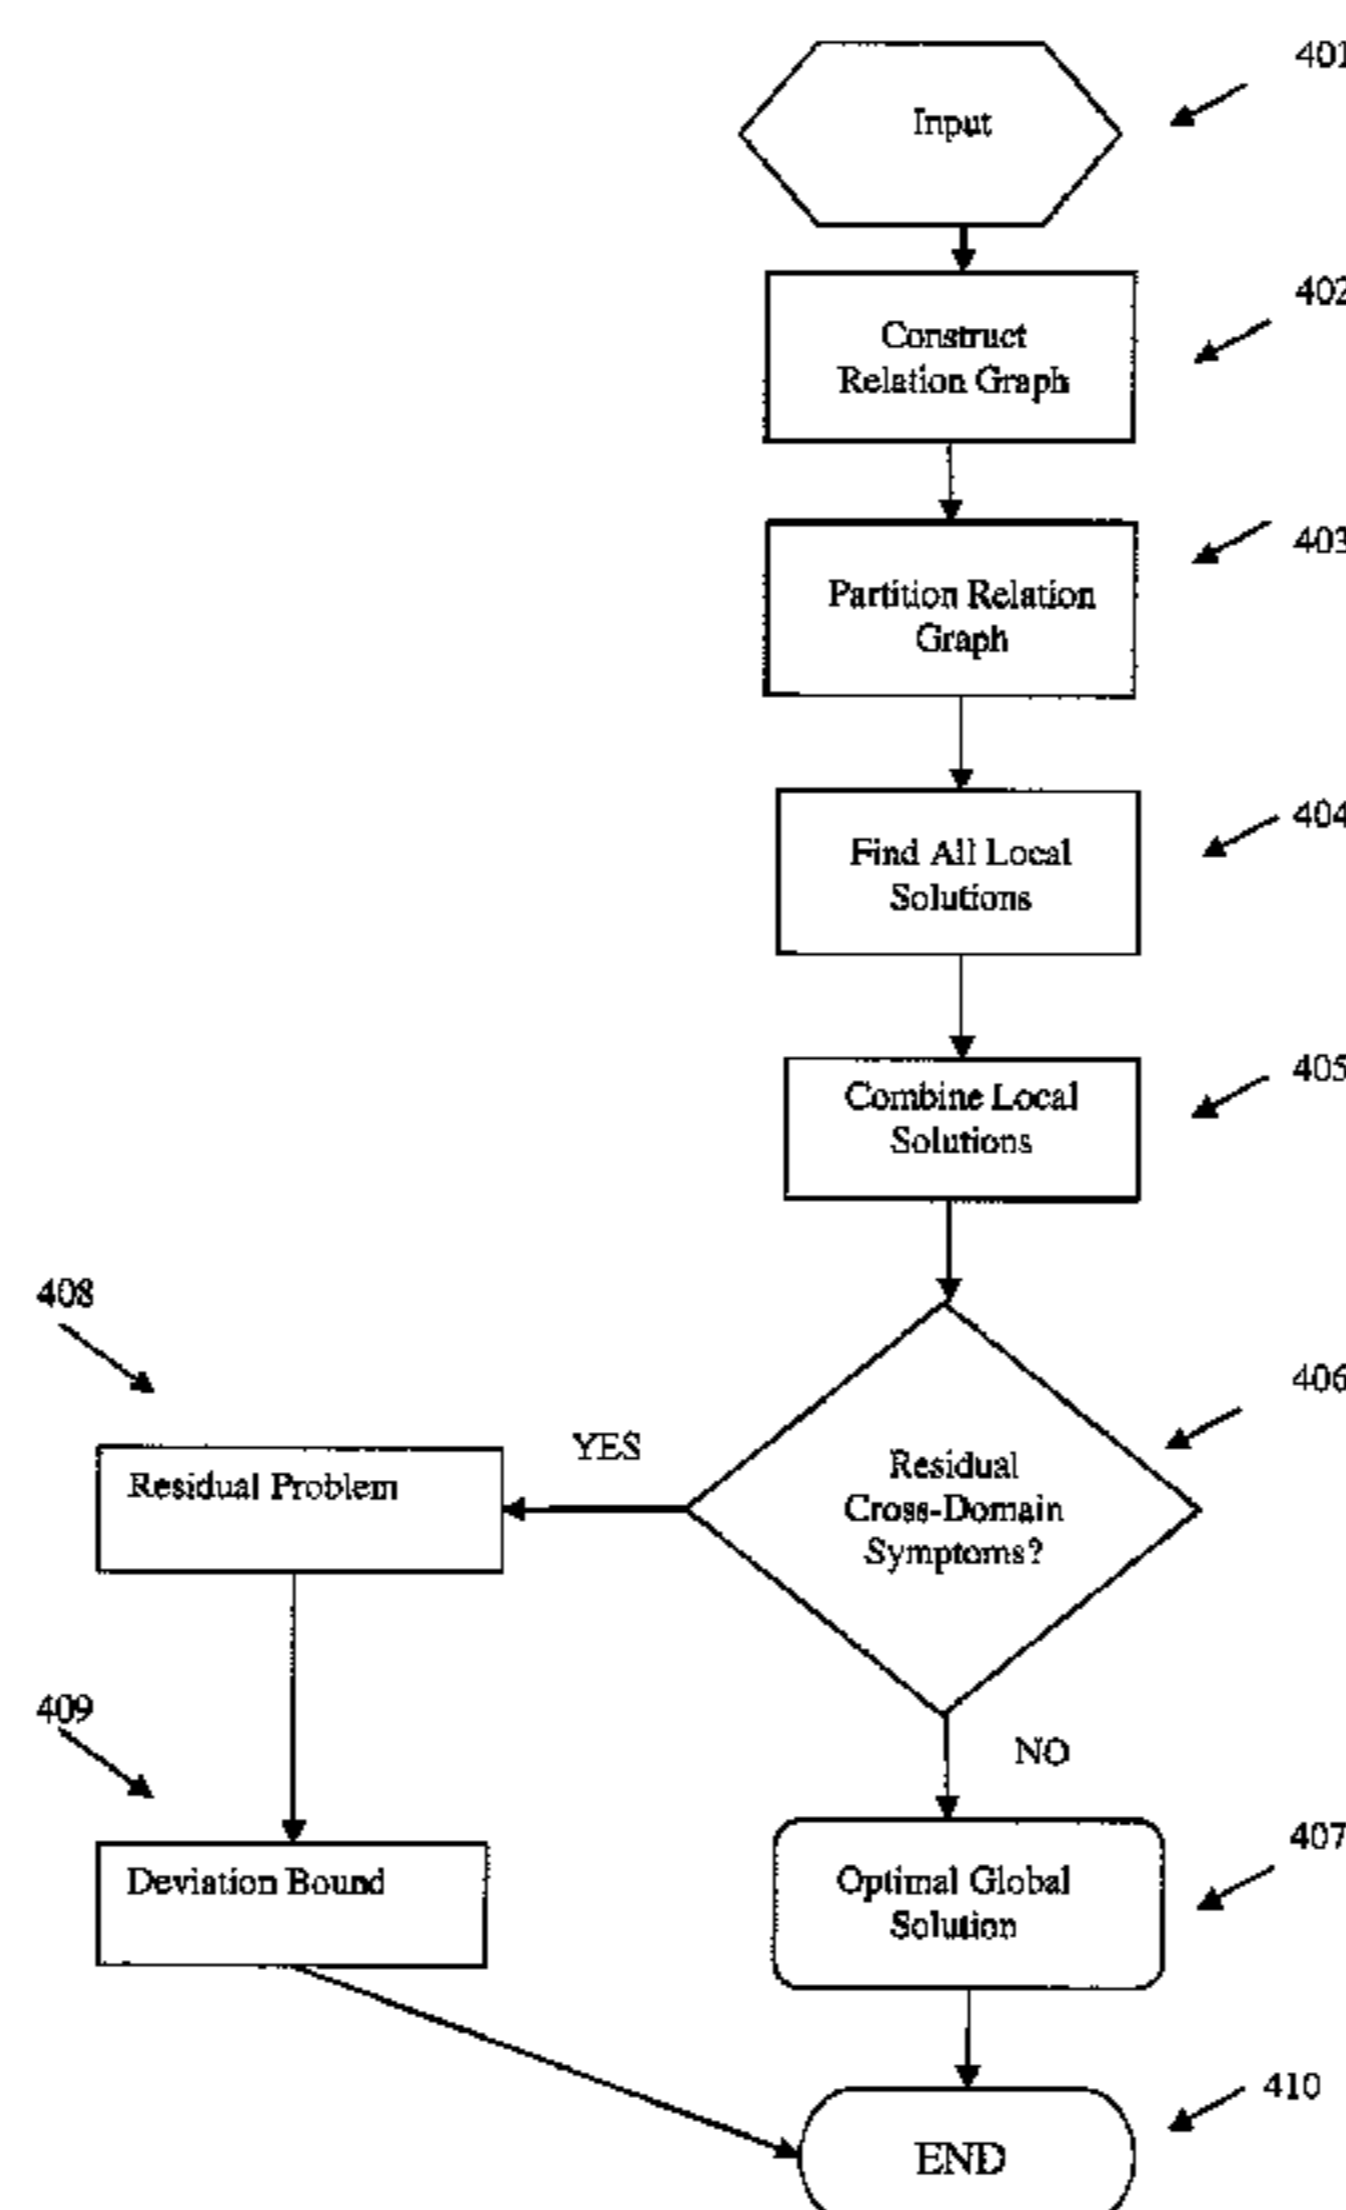 401
Input
402
Construct
Relation Graph
403
Partition Relation
Graph
404
Find All Local
Solutions
405
Combine Local
Solutions
408
406
YES
Residual Problem
Residual
Cross-Domain
Symptoms?
409
NO
407
Deviation Bound
Optimal Global
Solution
410
END